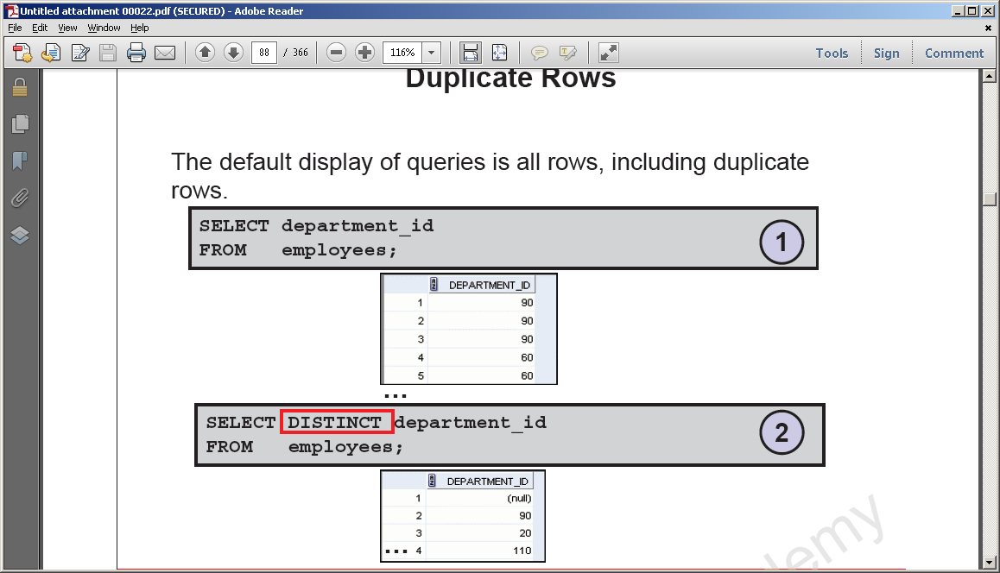 Untitled attachment 00022.pdf (SECURED) - Adobe Reader
File Edit View Window Help
88 / 366 116% Tools Sign Comment
Duplicate Rows
The default display of queries is all rows, including duplicate
rows.
SELECT department_id
FROM employees;
1
DEPARTMENT_ID
1 90
2 90
3 90
4 60
5 60
...
SELECT DISTINCT department_id
FROM employees;
2
DEPARTMENT_ID
1 (null)
2 90
3 20
... 4 110
demy